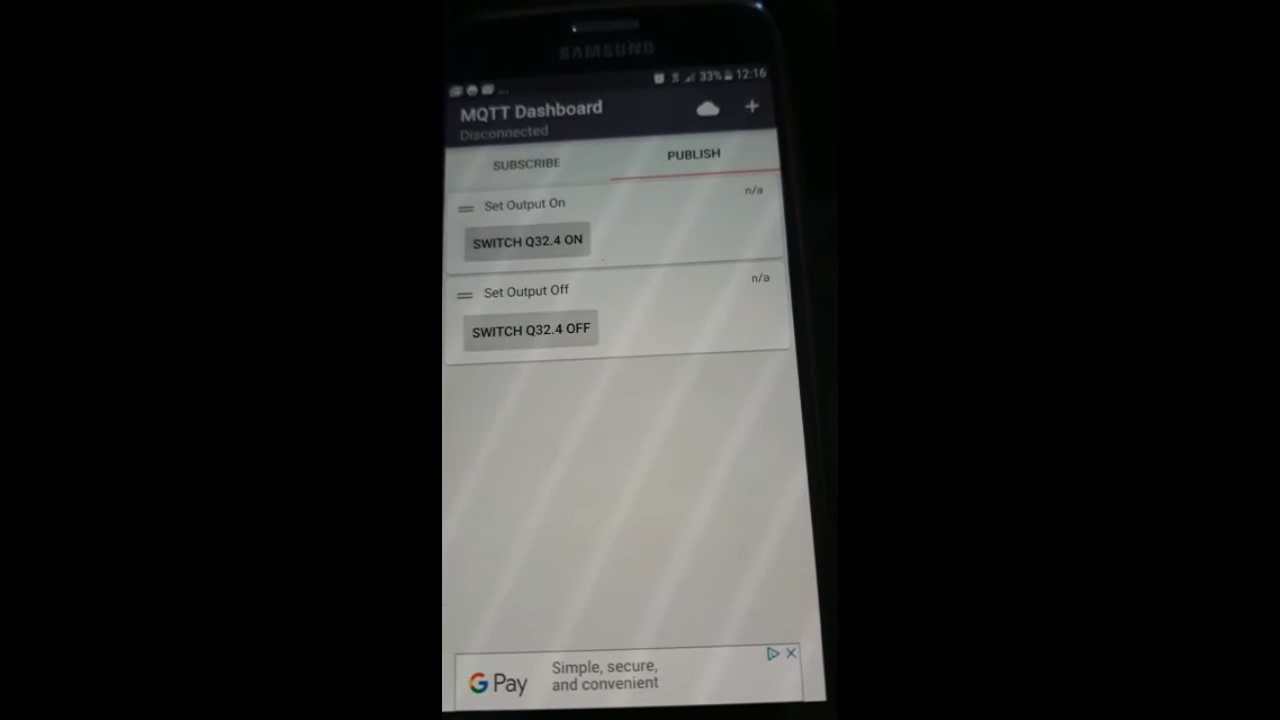 SAMSUNG
33% 12:16
...
MQTT Dashboard
Disconnected
+
SUBSCRIBE
PUBLISH
n/a
Set Output On
SWITCH Q32.4 ON
n/a
Set Output Off
SWITCH Q32.4 OFF
G Pay
Simple, secure,
and convenient